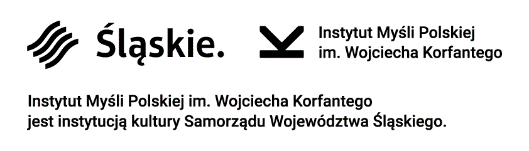 Śląskie.
Instytut Myśli Polskiej
im. Wojciecha Korfantego
Instytut Myśli Polskiej im. Wojciecha Korfantego
jest instytucją kultury Samorządu Województwa Śląskiego.